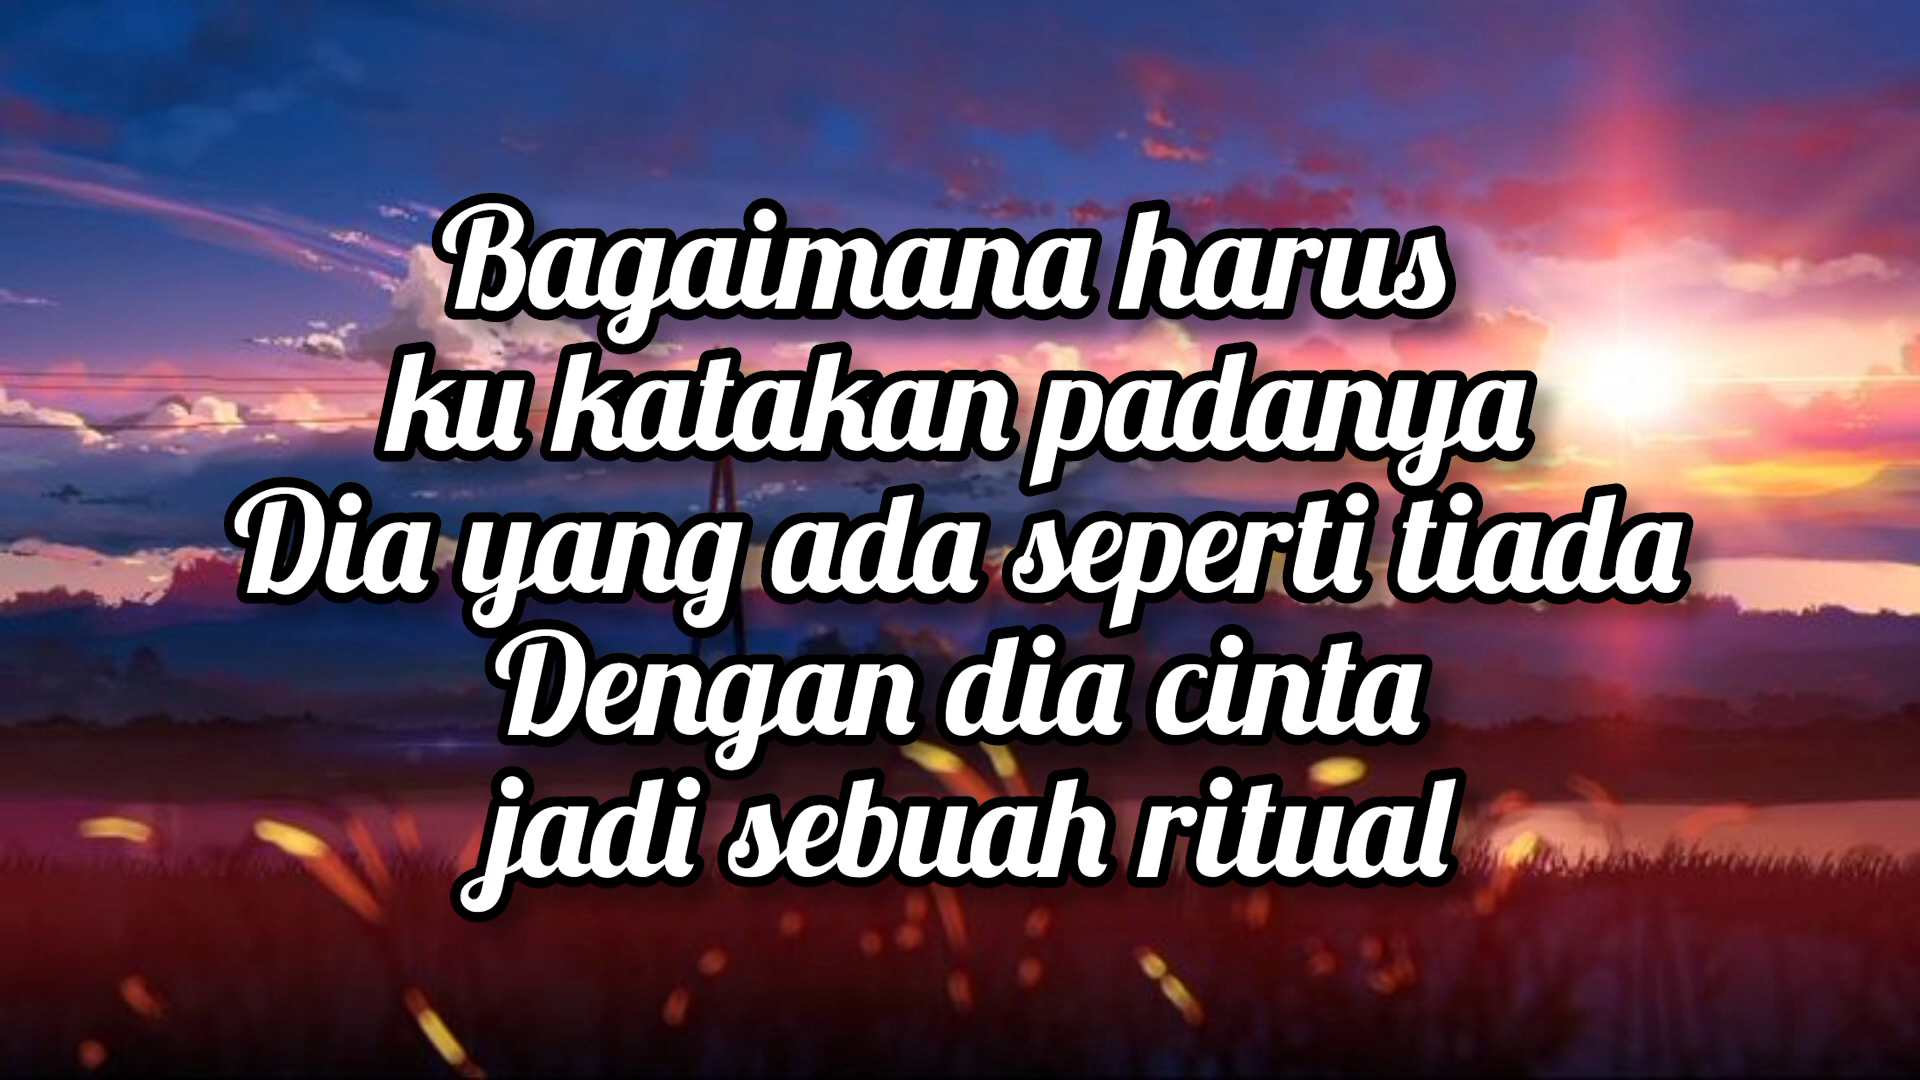 Bagaimana harus
ku katakan padanya
Dia yang ada seperti tiada
Dengan dia cinta
jadi sebuah ritual